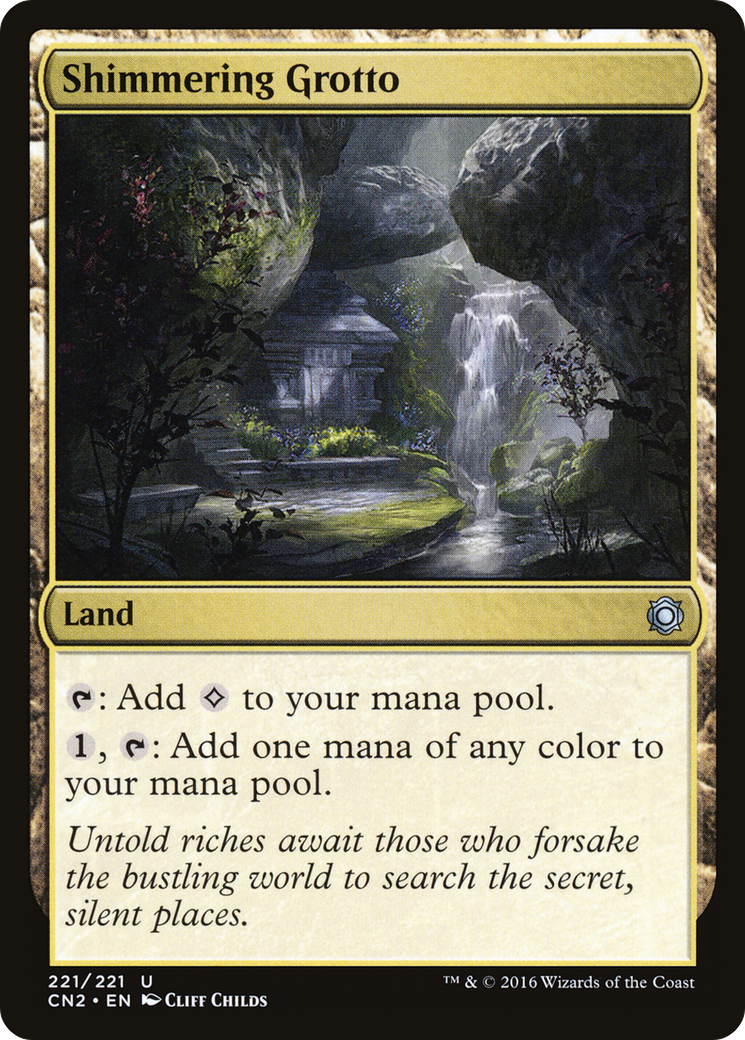 Shimmering Grotto
Land
: Add to your mana pool.
1, : Add one mana of any color to
your mana pool.
Untold riches await those who forsake
the bustling world to search the secret,
silent places.
221/221 U
™ & © 2016 Wizards of the Coast
CN2 • EN Cliff Childs